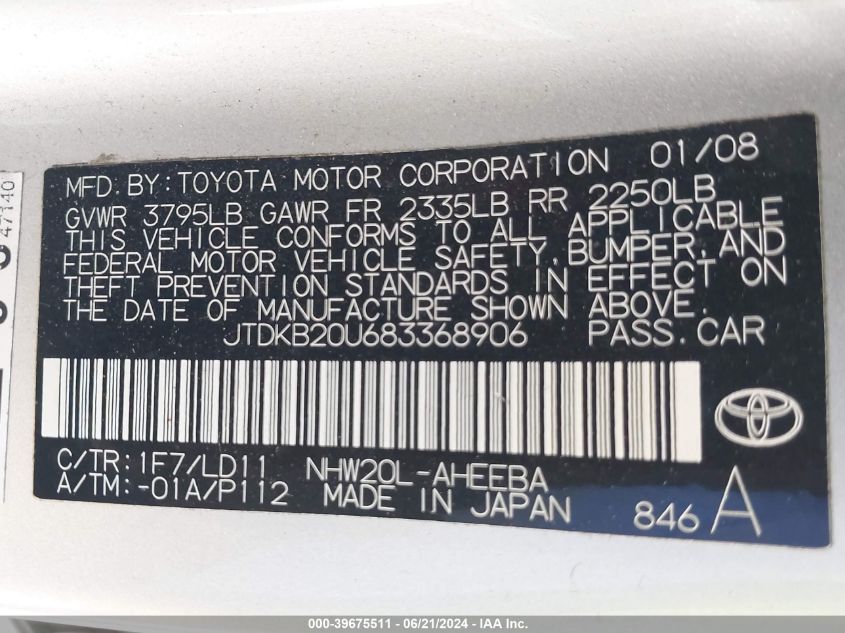 MFD. BY: TOYOTA MOTOR CORPORATION 01/08
GVWR 3795LB GAWR FR 2335LB RR 2250LB
THIS VEHICLE CONFORMS TO ALL APPLICABLE
FEDERAL MOTOR VEHICLE SAFETY, BUMPER, AND
THEFT PREVENTION STANDARDS IN EFFECT ON
THE DATE OF MANUFACTURE SHOWN ABOVE.
JTDKB20U683368906 PASS. CAR
C/TR: 1F7/LD11 NHW20L-AHEEBA
A/TM: -01A/P112 MADE IN JAPAN 846 A
47140
000-39675511 - 06/21/2024 - © IAA Inc.